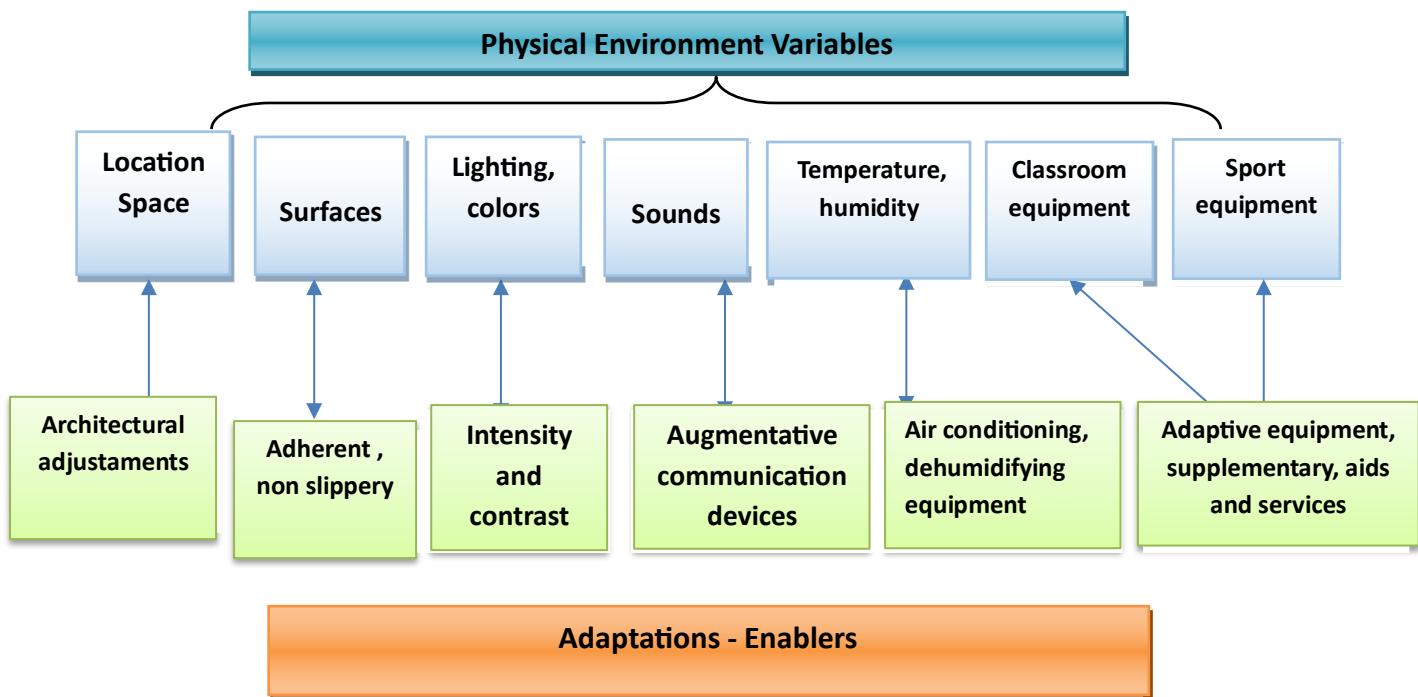 Physical Environment Variables
Location
Space
Surfaces
Lighting,
colors
Sounds
Temperature,
humidity
Classroom
equipment
Sport
equipment
Architectural
adjustaments
Adherent ,
non slippery
Intensity
and
contrast
Augmentative
communication
devices
Air conditioning,
dehumidifying
equipment
Adaptive equipment,
supplementary, aids
and services
Adaptations - Enablers